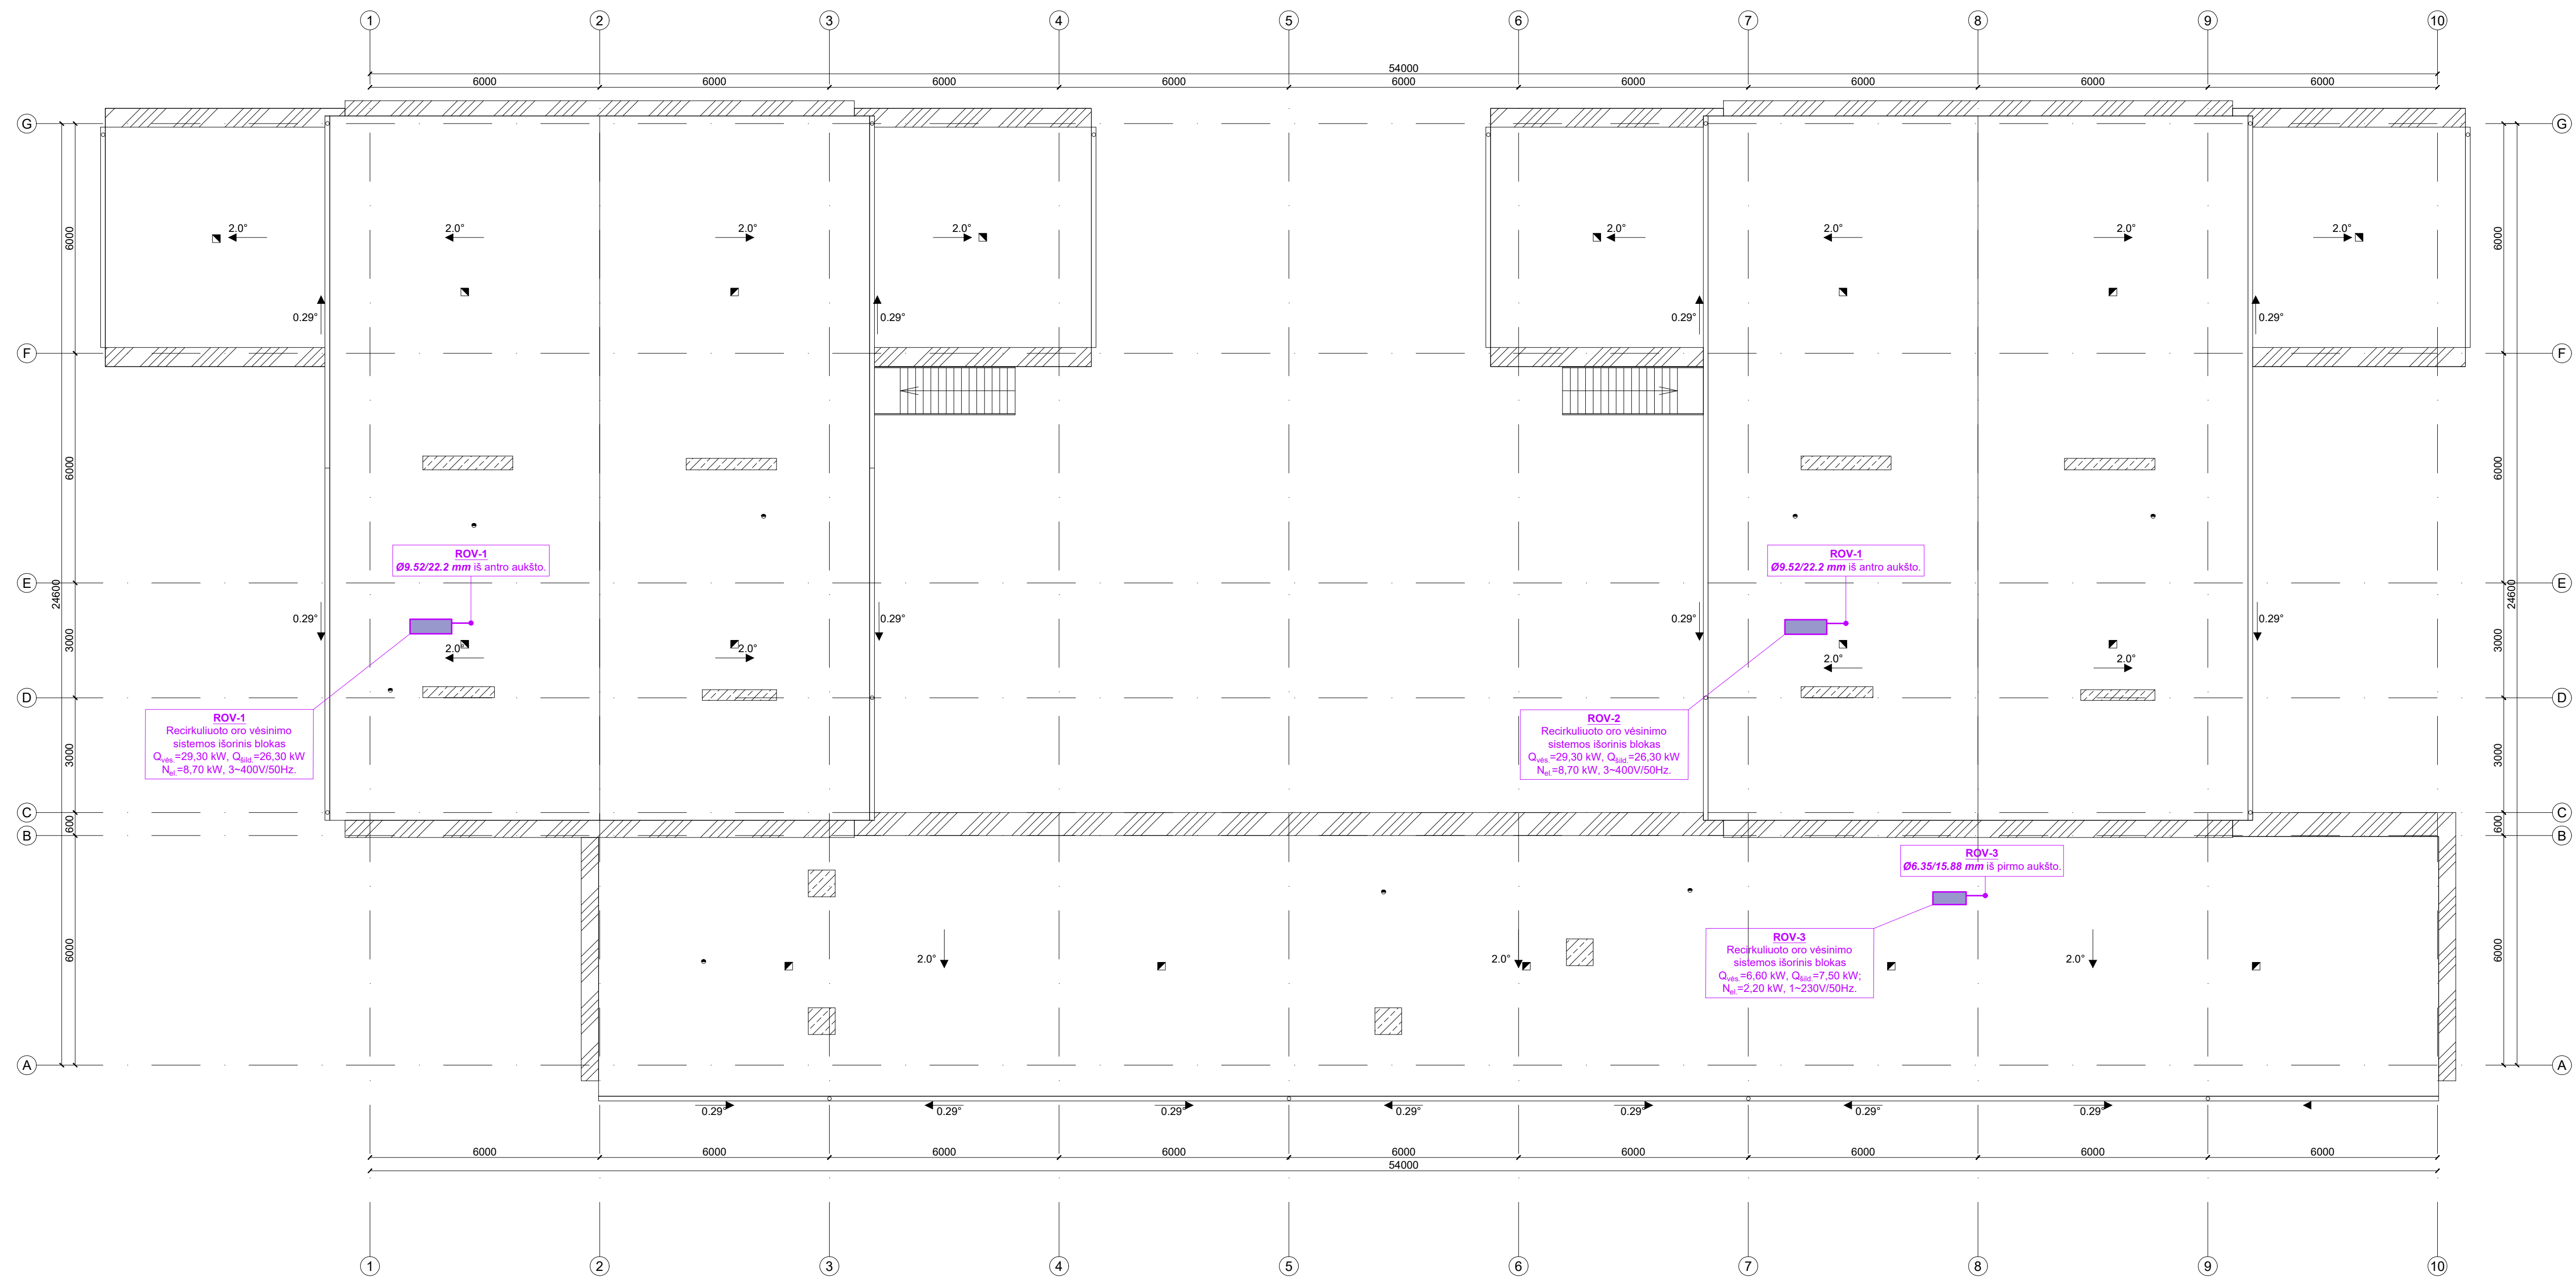 1 2 3 4 5 6 7 8 9 10
54000
6000 6000 6000 6000 6000 6000 6000 6000 6000
G G
2.0° 2.0° 2.0° 2.0° 2.0° 2.0° 2.0° 2.0°
6000 6000
0.29° 0.29° 0.29° 0.29°
F F
6000 6000
ROV-1
Ø9.52/22.2 mm iš antro aukšto.
ROV-1
Ø9.52/22.2 mm iš antro aukšto.
E E
24600 24600
0.29° 0.29° 0.29° 0.29°
3000 3000
2.0° 2.0° 2.0° 2.0°
D D
ROV-1
Recirkuliuoto oro vėsinimo
sistemos išorinis blokas
Qvės.=29,30 kW, Qšild.=26,30 kW
Nel.=8,70 kW, 3~400V/50Hz.
ROV-2
Recirkuliuoto oro vėsinimo
sistemos išorinis blokas
Qvės.=29,30 kW, Qšild.=26,30 kW
Nel.=8,70 kW, 3~400V/50Hz.
3000 3000
C C
600 600
B B
ROV-3
Ø6.35/15.88 mm iš pirmo aukšto.
ROV-3
Recirkuliuoto oro vėsinimo
sistemos išorinis blokas
Qvės.=6,60 kW, Qšild.=7,50 kW;
Nel.=2,20 kW, 1~230V/50Hz.
6000 6000
2.0° 2.0° 2.0°
A A
0.29° 0.29° 0.29° 0.29° 0.29° 0.29° 0.29°
6000 6000 6000 6000 6000 6000 6000 6000 6000
54000
1 2 3 4 5 6 7 8 9 10